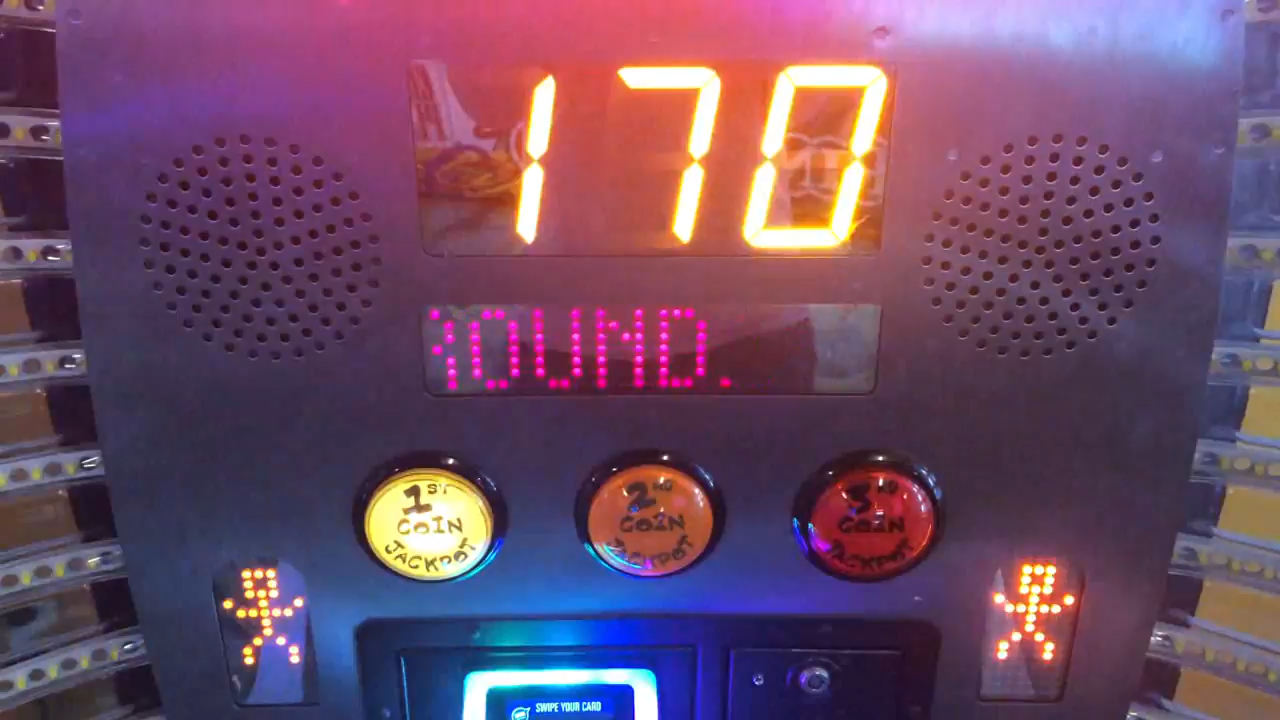 170
ROUND.
1ST COIN JACKPOT
2ND COIN JACKPOT
3RD COIN JACKPOT
SWIPE YOUR CARD